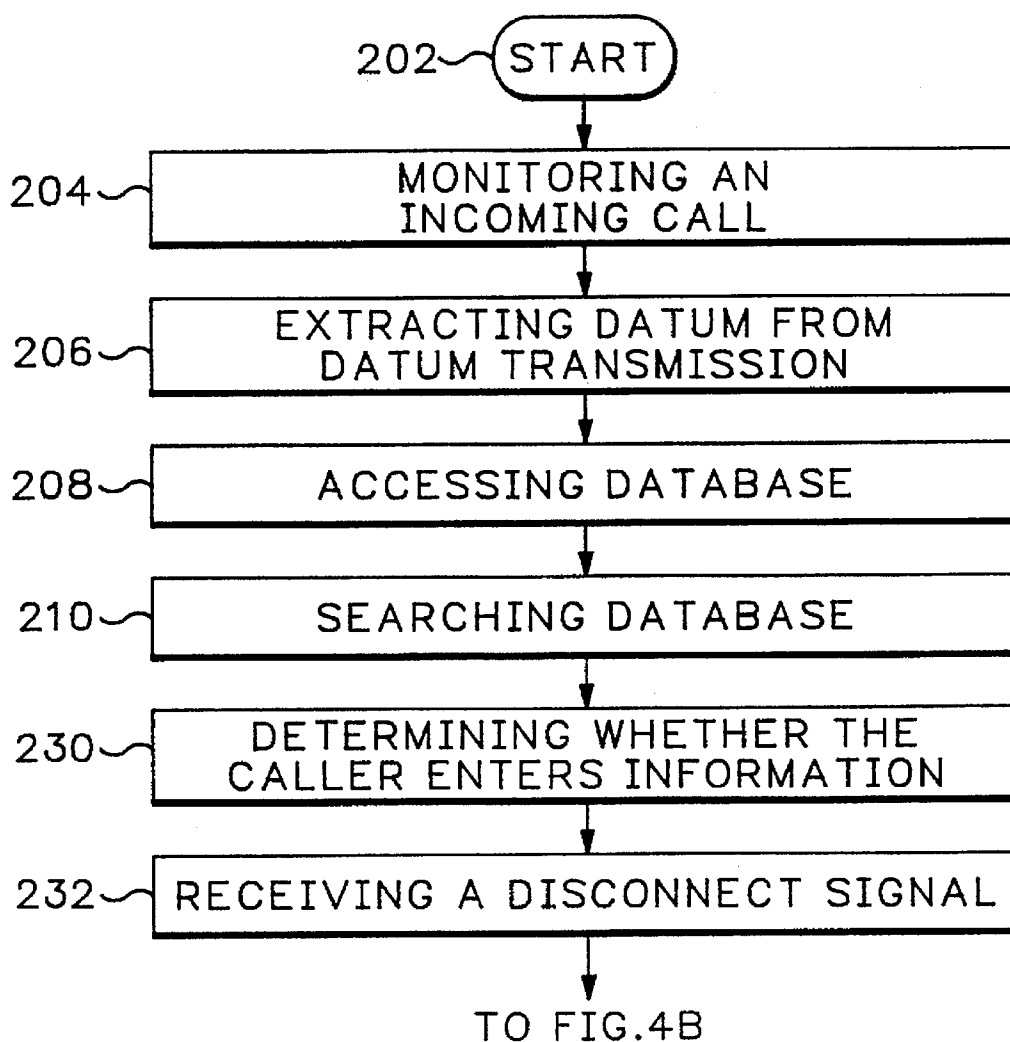 202 START
204 MONITORING AN
INCOMING CALL
206 EXTRACTING DATUM FROM
DATUM TRANSMISSION
208 ACCESSING DATABASE
210 SEARCHING DATABASE
230 DETERMINING WHETHER THE
CALLER ENTERS INFORMATION
232 RECEIVING A DISCONNECT SIGNAL
TO FIG.4B